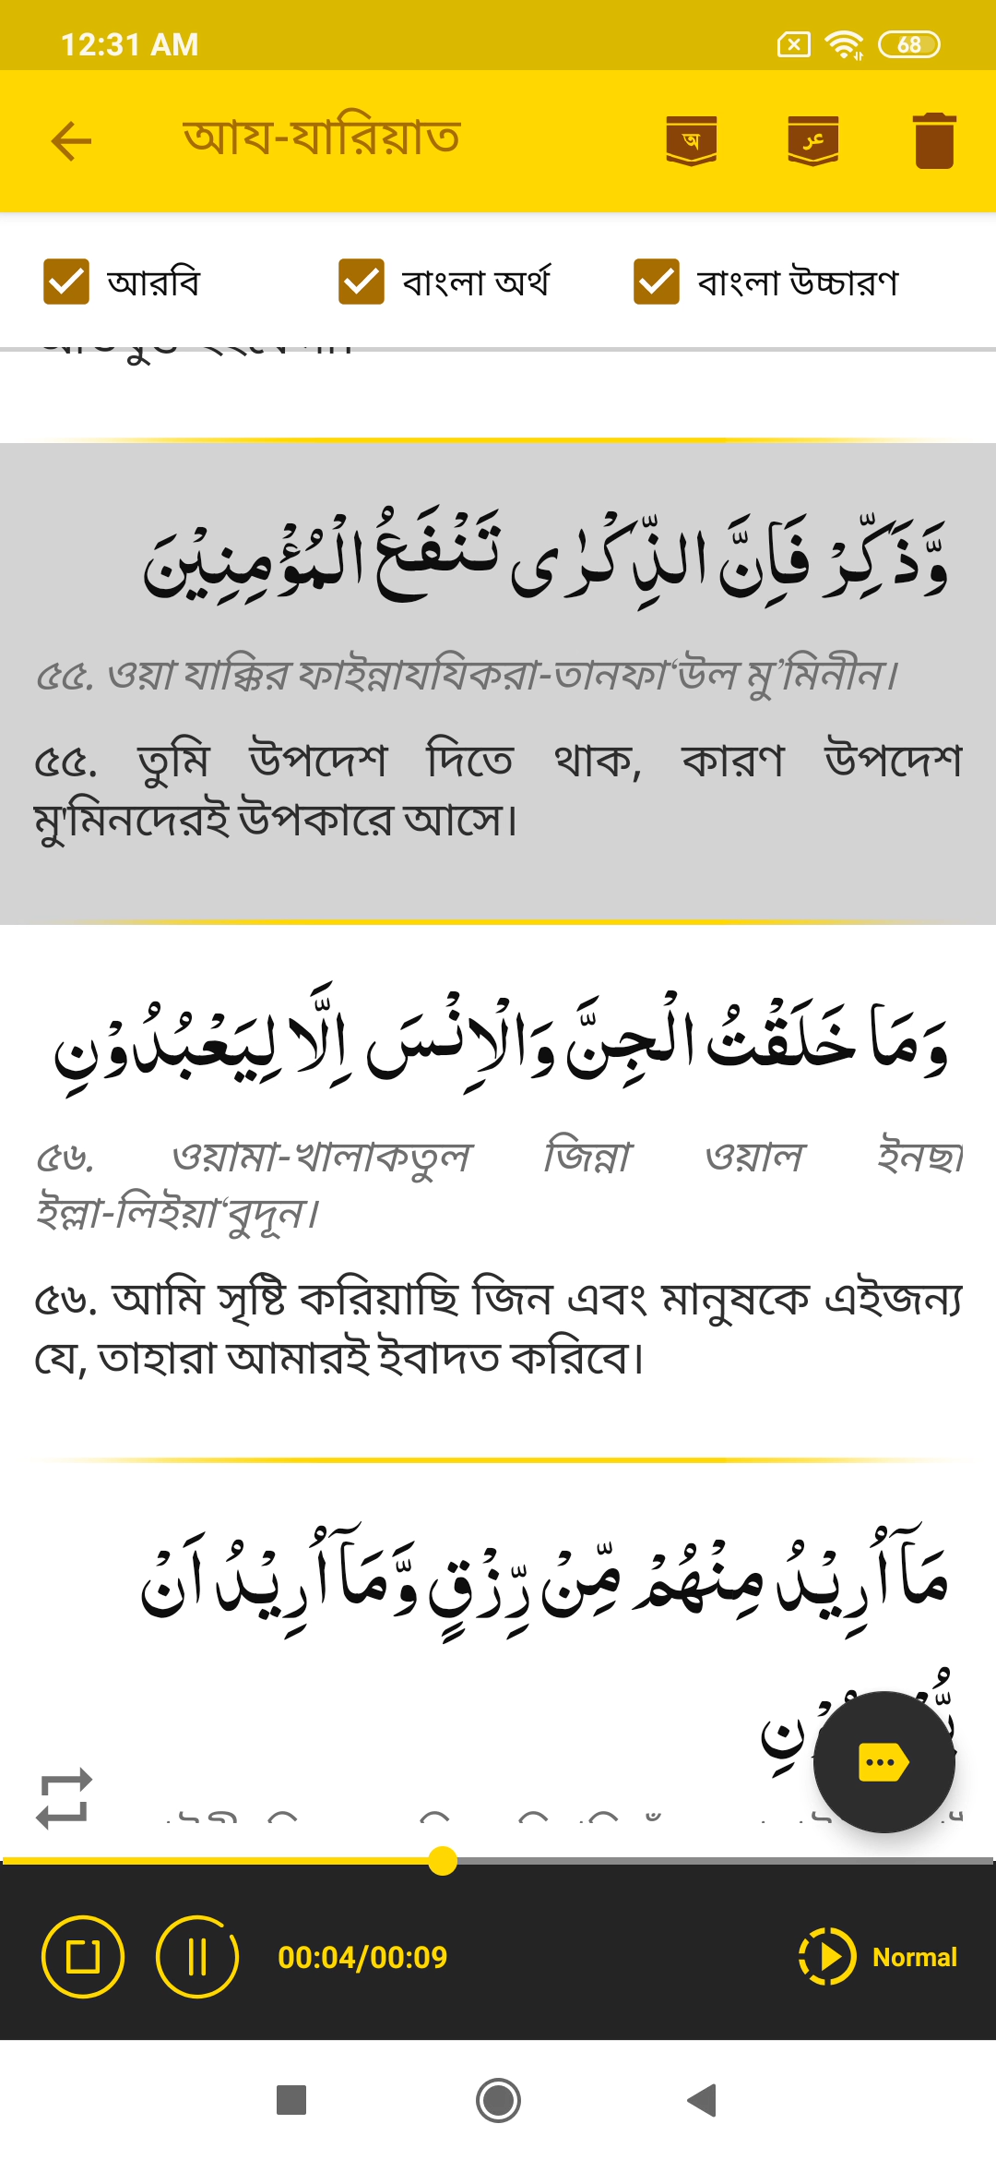 12:31 AM
68
আয-যারিয়াত
অ
عر
আরবি
বাংলা অর্থ
বাংলা উচ্চারণ
وَّذَكِّرْ فَاِنَّ الذِّكْرٰى تَنْفَعُ الْمُؤْمِنِيْنَ
৫৫. ওয়া যাক্কির ফাইন্নাযযিকরা-তানফা‘উল মু’মিনীন।
৫৫. তুমি উপদেশ দিতে থাক, কারণ উপদেশ
মু'মিনদেরই উপকারে আসে।
وَمَا خَلَقْتُ الْجِنَّ وَالْاِنْسَ اِلَّا لِيَعْبُدُوْنِ
৫৬. ওয়ামা-খালাকতুল জিন্না ওয়াল ইনছা
ইল্লা-লিইয়া‘বুদূন।
৫৬. আমি সৃষ্টি করিয়াছি জিন এবং মানুষকে এইজন্য
যে, তাহারা আমারই ইবাদত করিবে।
مَآ اُرِيْدُ مِنْهُمْ مِّنْ رِّزْقٍ وَّمَآ اُرِيْدُ اَنْ
00:04/00:09
Normal